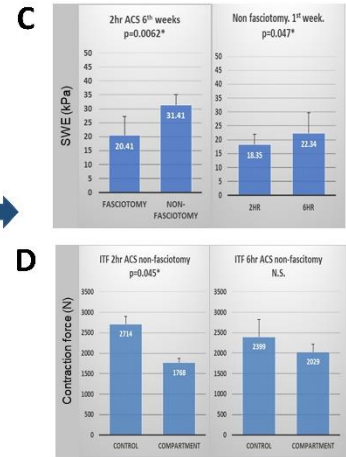 C
2hr ACS 6th weeks
p=0.0062*
SWE (kPa)
50
45
40
35
30
25
20
15
10
5
0
20.41
31.41
FASCIOTOMY
NON-
FASCIOTOMY
Non fasciotomy. 1st week.
p=0.047*
50
45
40
35
30
25
20
15
10
5
0
18.35
22.34
2HR
6HR
D
ITF 2hr ACS non-fasciotomy
p=0.045*
Contraction force (N)
3500
3000
2500
2000
1500
1000
500
0
2714
1768
CONTROL
COMPARTMENT
ITF 6hr ACS non-fascitomy
N.S.
3500
3000
2500
2000
1500
1000
500
0
2399
2029
CONTROL
COMPARTMENT